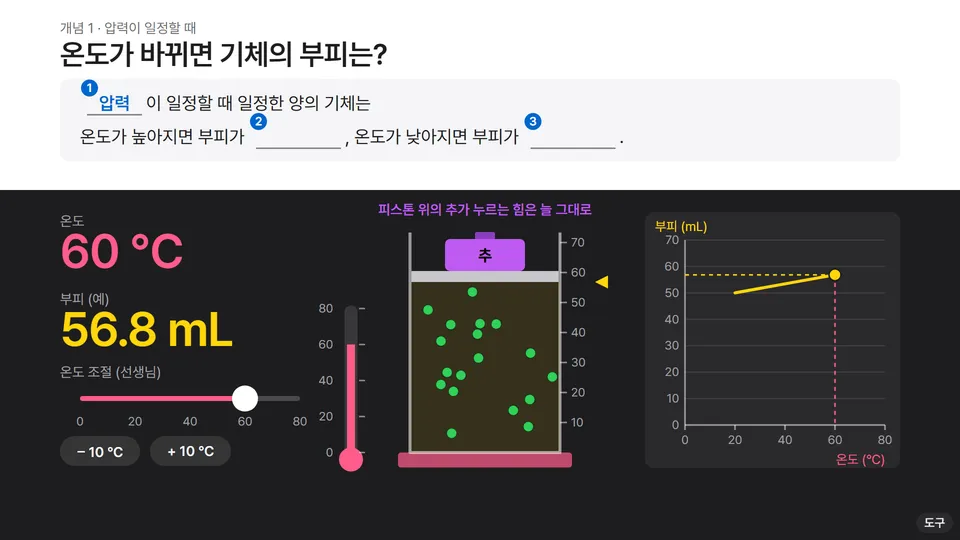 개념 1 · 압력이 일정할 때
온도가 바뀌면 기체의 부피는?
1
압력 이 일정할 때 일정한 양의 기체는
2 3
온도가 높아지면 부피가 , 온도가 낮아지면 부피가 .
피스톤 위의 추가 누르는 힘은 늘 그대로
온도
60 °C
부피 (예)
56.8 mL
온도 조절 (선생님)
0 20 40 60 80
– 10 °C + 10 °C
80
60
40
20
0
추
70
60
50
40
30
20
10
부피 (mL)
70
60
50
40
30
20
10
0
0 20 40 60 80
온도 (°C)
도구